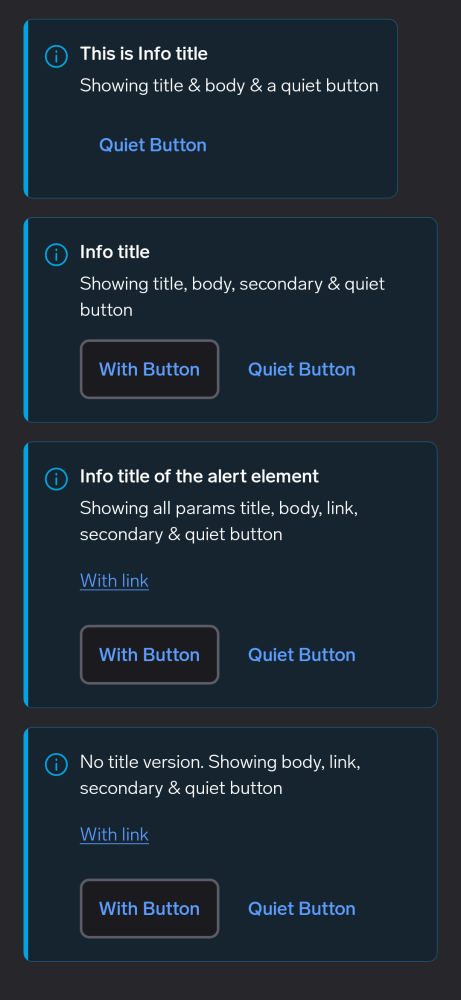 This is Info title
Showing title & body & a quiet button
Quiet Button
Info title
Showing title, body, secondary & quiet
button
With Button
Quiet Button
Info title of the alert element
Showing all params title, body, link,
secondary & quiet button
With link
With Button
Quiet Button
No title version. Showing body, link,
secondary & quiet button
With link
With Button
Quiet Button